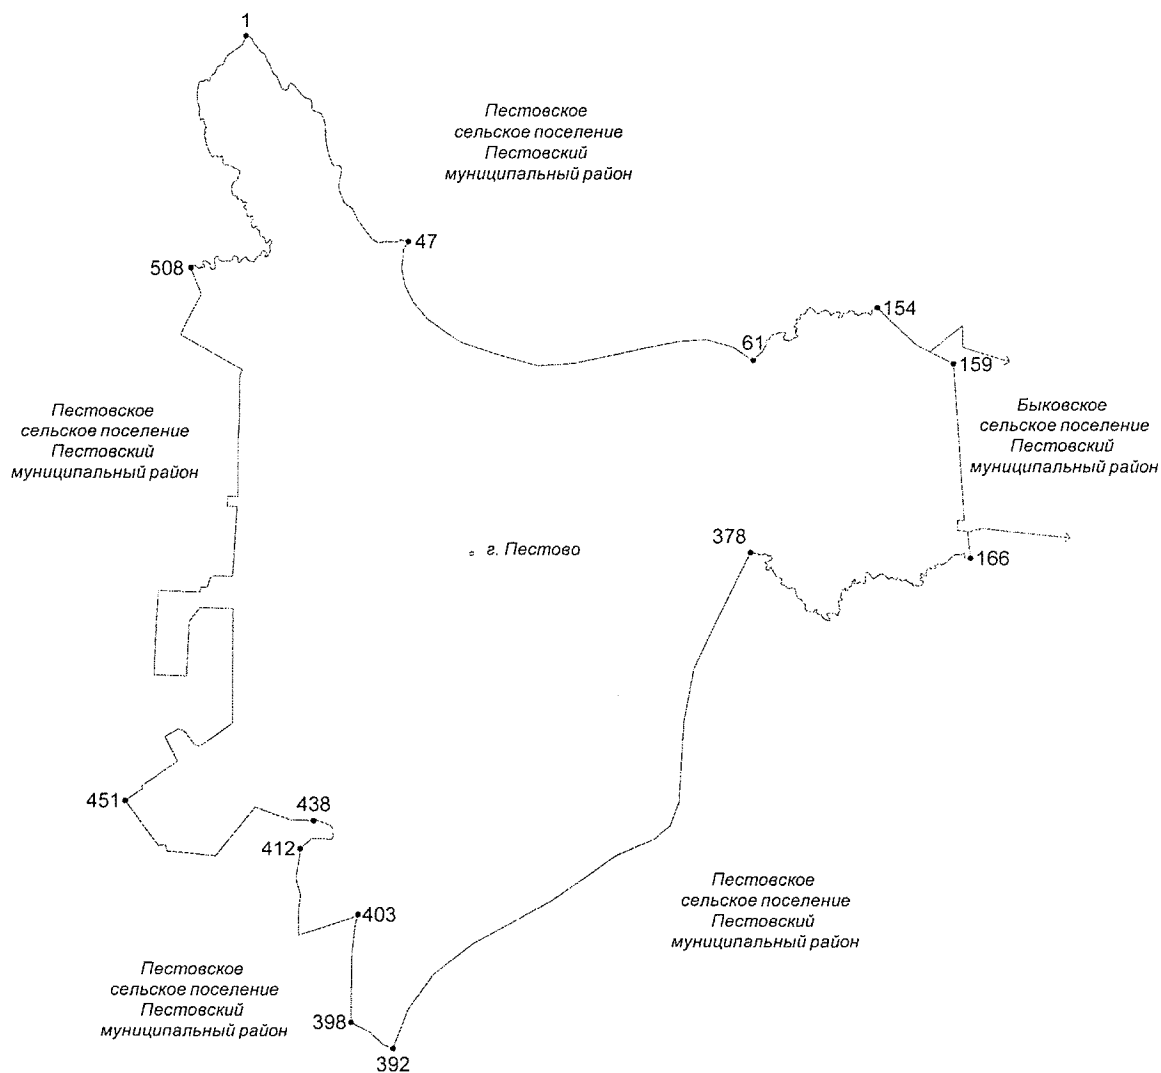 1
Пестовское
сельское поселение
Пестовский
муниципальный район
47
508
154
61
159
Пестовское
сельское поселение
Пестовский
муниципальный район
Быковское
сельское поселение
Пестовский
муниципальный район
378
г. Пестово
166
451
438
412
Пестовское
сельское поселение
Пестовский
муниципальный район
403
Пестовское
сельское поселение
Пестовский
муниципальный район
398
392